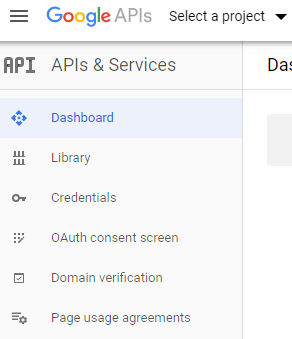 Google APIs Select a project
API APIs & Services Das
Dashboard
Library
Credentials
OAuth consent screen
Domain verification
Page usage agreements